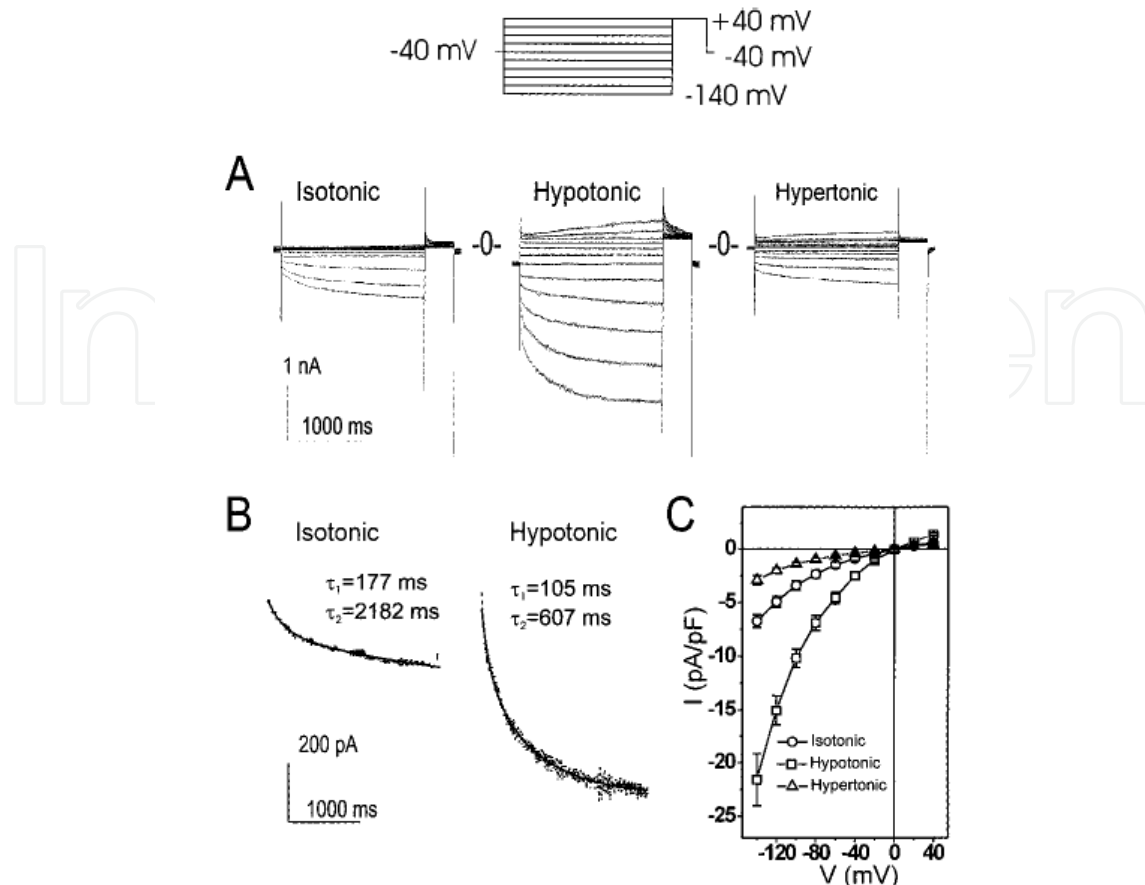 +40 mV
-40 mV
-40 mV
-140 mV
A
Isotonic
Hypotonic
Hypertonic
-0-
-0-
1 nA
1000 ms
B
Isotonic
Hypotonic
C
τ₁=177 ms
τ₂=2182 ms
τ₁=105 ms
τ₂=607 ms
200 pA
1000 ms
I (pA/pF)
0
-5
-10
-15
-20
-25
Isotonic
Hypotonic
Hypertonic
-120 -80 -40 0 40
V (mV)